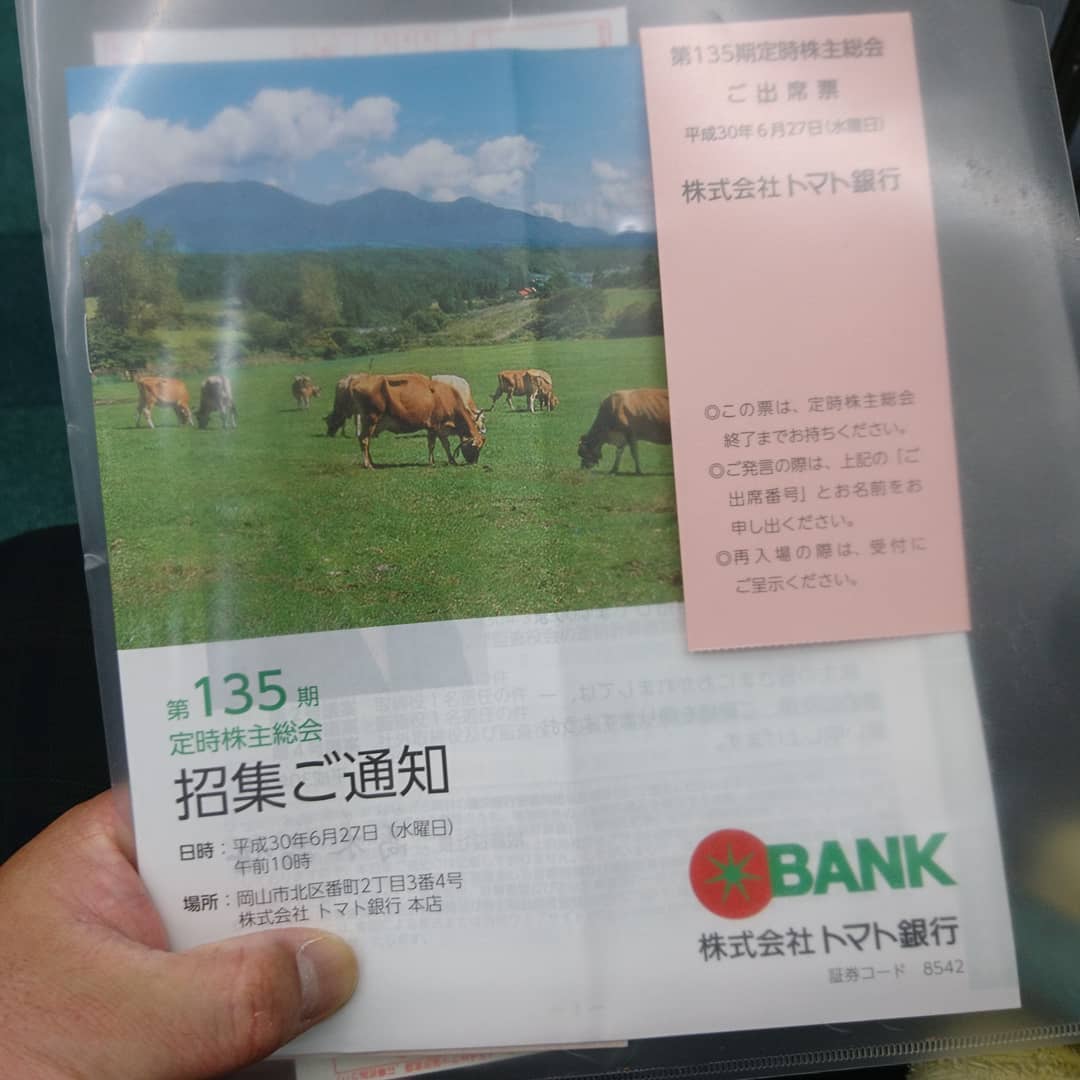 第135期定時株主総会
ご出席票
平成30年6月27日(水曜日)
株式会社トマト銀行
◎この票は、定時株主総会
終了までお持ちください。
◎ご発言の際は、上記の「ご
出席番号」とお名前をお
申し出ください。
◎再入場の際は、受付に
ご呈示ください。
第135期
定時株主総会
招集ご通知
日時：平成30年6月27日（水曜日）
午前10時
場所：岡山市北区番町2丁目3番4号
株式会社 トマト銀行 本店
BANK
株式会社トマト銀行
証券コード 8542